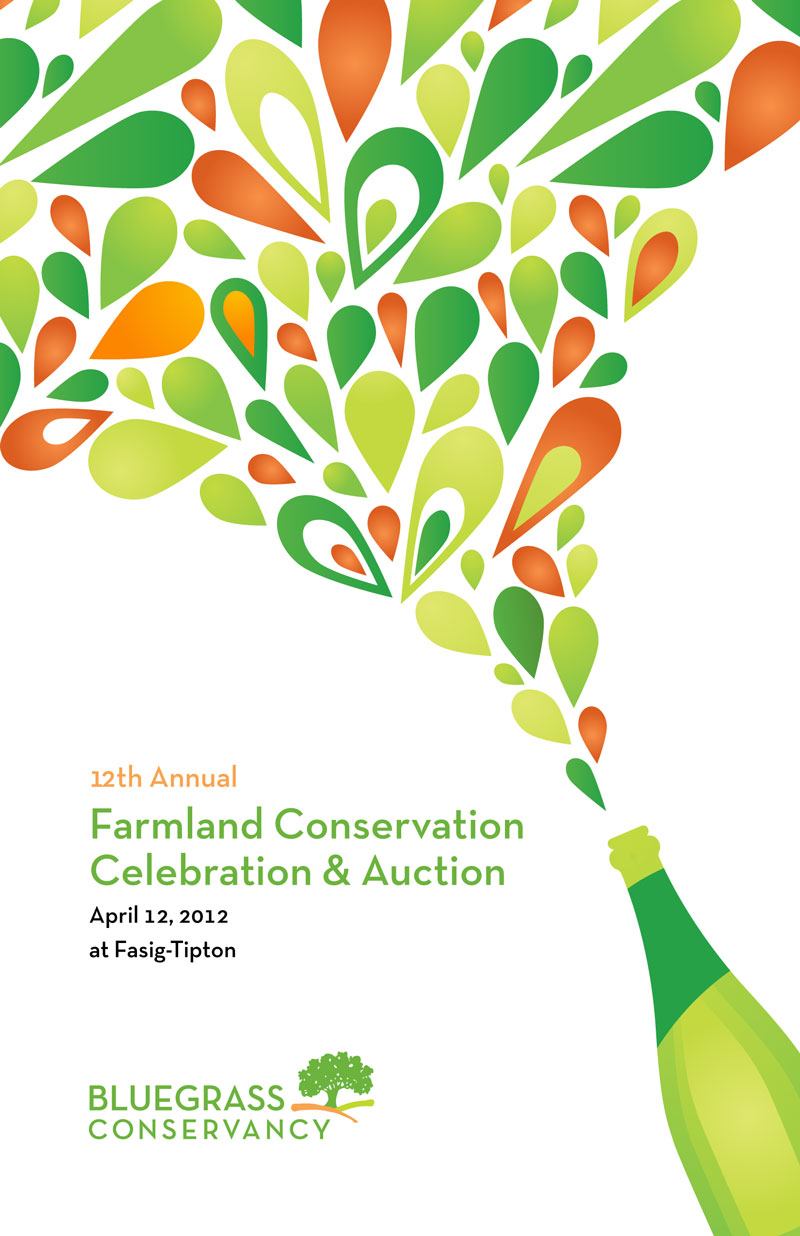 12th Annual
Farmland Conservation
Celebration & Auction
April 12, 2012
at Fasig-Tipton
BLUEGRASS
CONSERVANCY